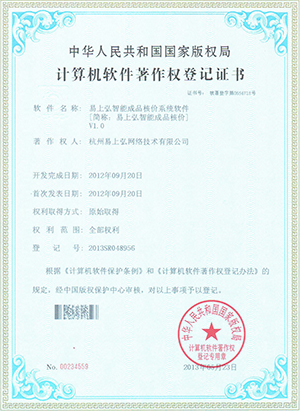 中华人民共和国国家版权局
计算机软件著作权登记证书
证书号： 软著登字第0554718号
软件名称： 易上弘智能成品核价系统软件
[简称：易上弘智能成品核价]
V1.0
著作权人： 杭州易上弘网络技术有限公司
开发完成日期： 2012年09月20日
首次发表日期： 2012年09月20日
权利取得方式： 原始取得
权利范围： 全部权利
登记号： 2013SR048956
根据《计算机软件保护条例》和《计算机软件著作权登记办法》的
规定，经中国版权保护中心审核，对以上事项予以登记。
中华人民共和国国家版权局
计算机软件著作权
登记专用章
No. 00234559
2013年05月23日